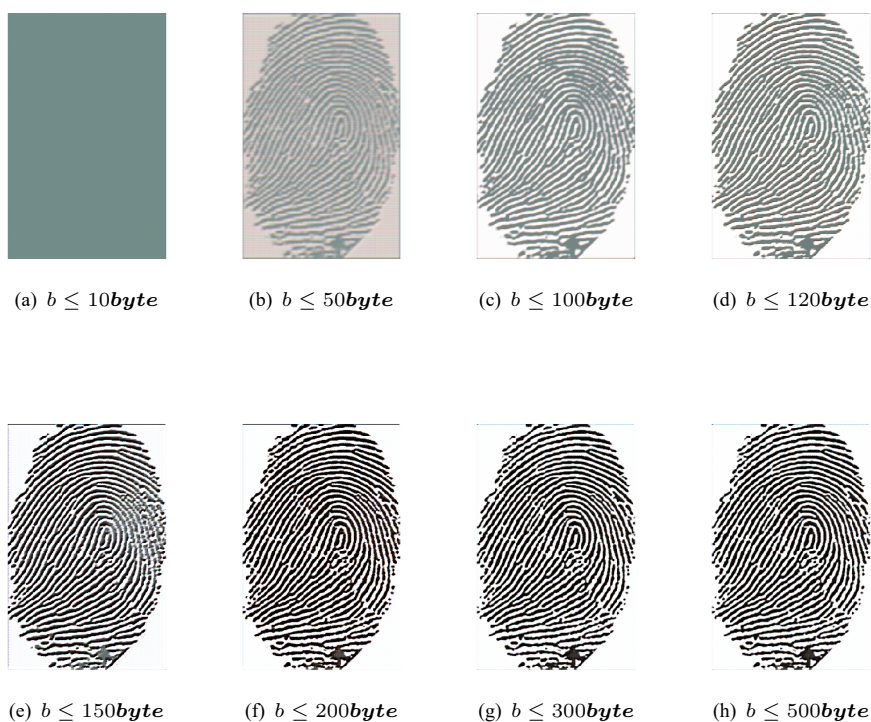 (a) b ≤ 10byte (b) b ≤ 50byte (c) b ≤ 100byte (d) b ≤ 120byte
(e) b ≤ 150byte (f) b ≤ 200byte (g) b ≤ 300byte (h) b ≤ 500byte